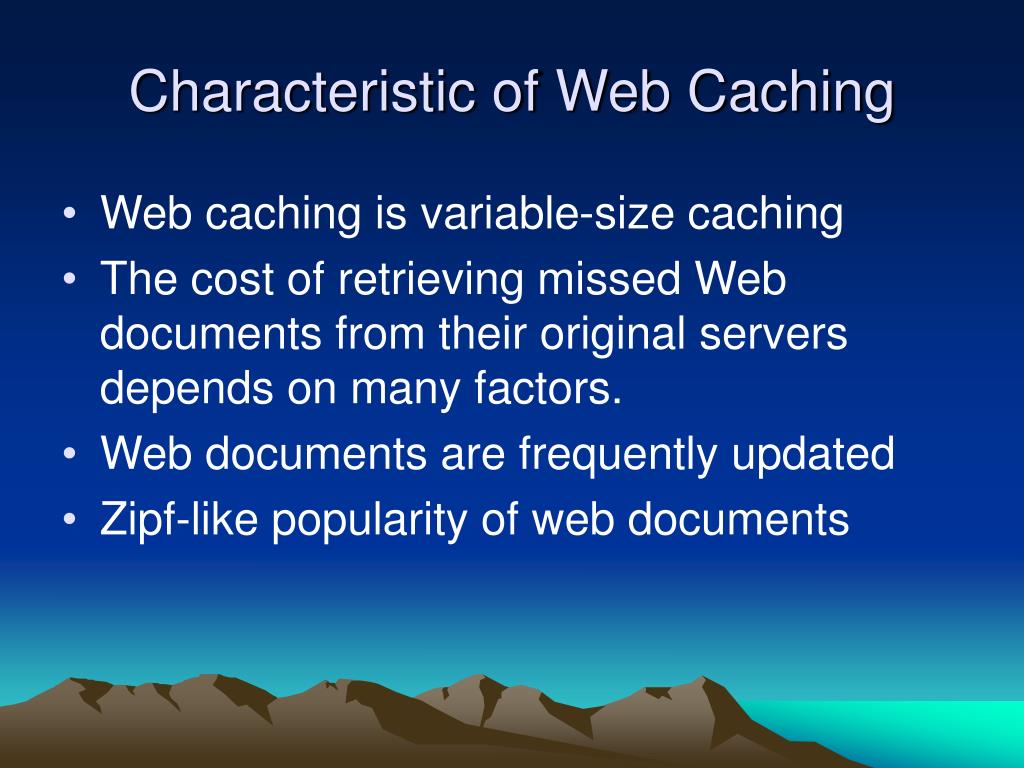 Characteristic of Web Caching
• Web caching is variable-size caching
• The cost of retrieving missed Web
documents from their original servers
depends on many factors.
• Web documents are frequently updated
• Zipf-like popularity of web documents